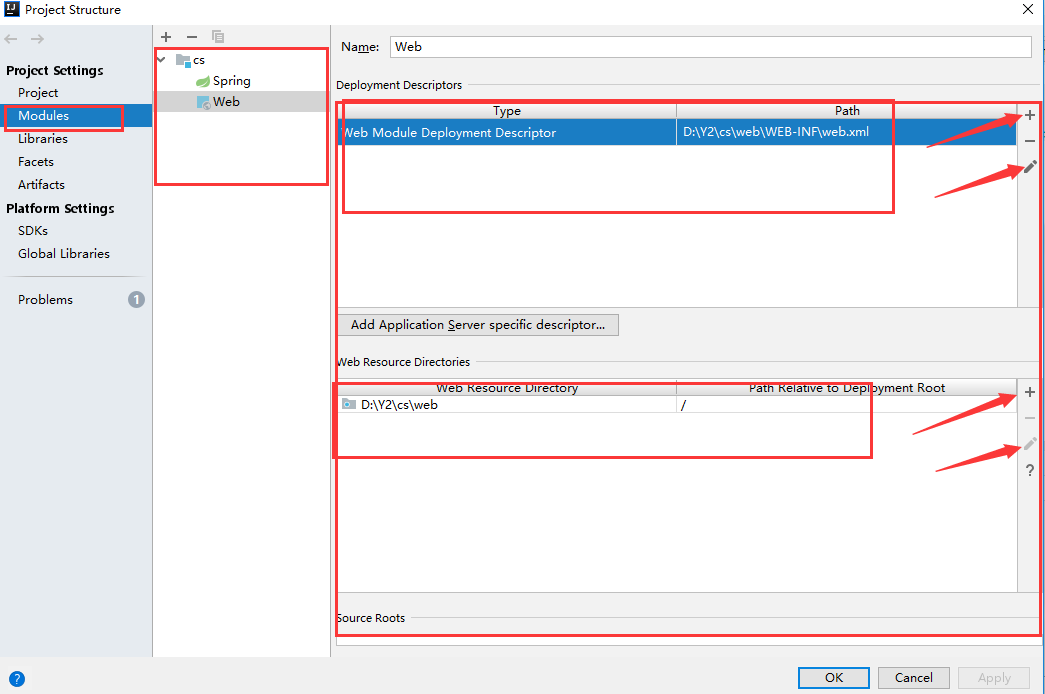 Project Structure
Project Settings
Project
Modules
Libraries
Facets
Artifacts
Platform Settings
SDKs
Global Libraries
Problems 1
cs
Spring
Web
Name: Web
Deployment Descriptors
Type Path
Web Module Deployment Descriptor D:\Y2\cs\web\WEB-INF\web.xml
Add Application Server specific descriptor...
Web Resource Directories
Web Resource Directory Path Relative to Deployment Root
D:\Y2\cs\web /
Source Roots
OK Cancel Apply